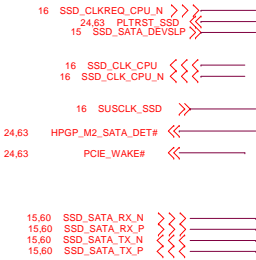 16 SSD_CLKREQ_CPU_N
24,63 PLTRST_SSD
15 SSD_SATA_DEVSLP
16 SSD_CLK_CPU
16 SSD_CLK_CPU_N
16 SUSCLK_SSD
24,63 HPGP_M2_SATA_DET#
24,63 PCIE_WAKE#
15,60 SSD_SATA_RX_N
15,60 SSD_SATA_RX_P
15,60 SSD_SATA_TX_N
15,60 SSD_SATA_TX_P